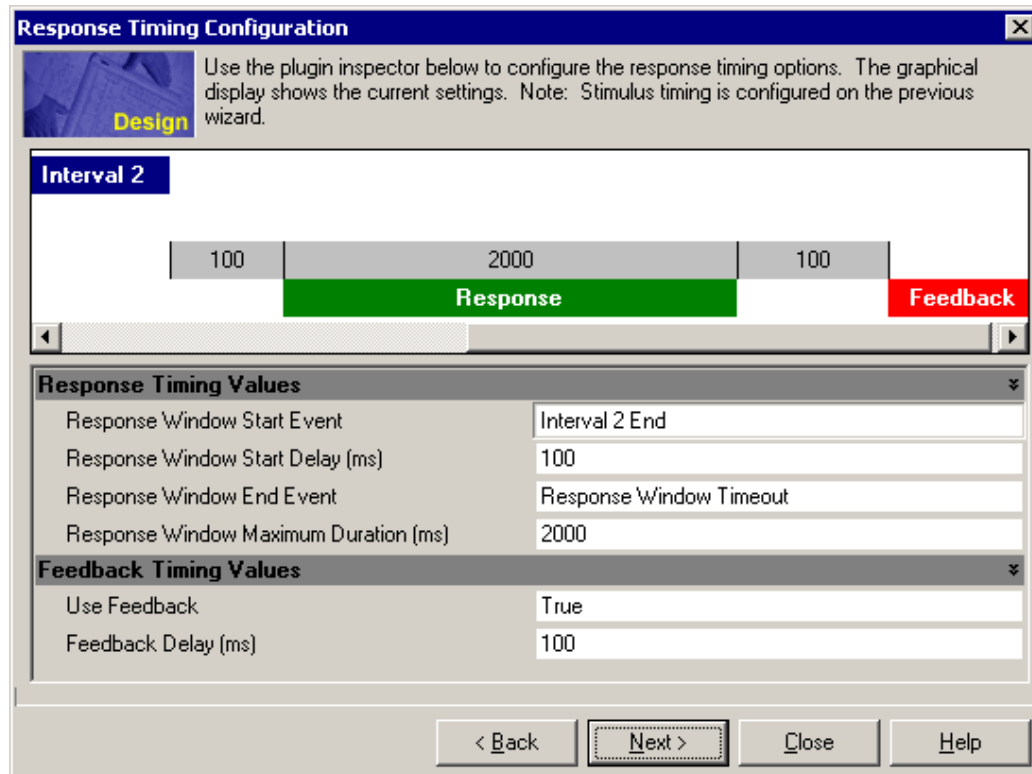 Response Timing Configuration
Use the plugin inspector below to configure the response timing options. The graphical
display shows the current settings. Note: Stimulus timing is configured on the previous
wizard.
Design
Interval 2
100 2000 100
Response Feedback
Response Timing Values
Response Window Start Event Interval 2 End
Response Window Start Delay (ms) 100
Response Window End Event Response Window Timeout
Response Window Maximum Duration (ms) 2000
Feedback Timing Values
Use Feedback True
Feedback Delay (ms) 100
< Back Next > Close Help